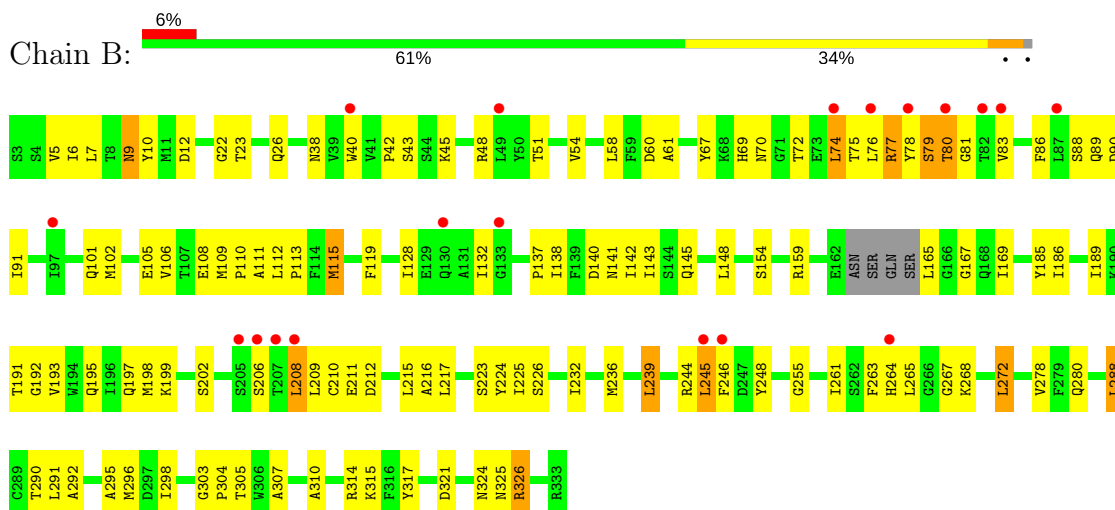 6%
Chain B:
61% 34% • •
S3 S4 V5 I6 L7 T8 N9 Y10 M11 D12 G22 T23 Q26 N38 V39 W40 V41 P42 S43 S44 K45 R48 L49 Y50 T51 V54 L58 F59 D60 A61 Y67 K68 H69 N70 G71 T72 E73 L74 T75 L76 R77 Y78 S79 T80 G81 T82 V83 F86 L87 S88 Q89 D90
I91 I97 Q101 M102 E105 V106 T107 E108 M109 P110 A111 L112 P113 F114 M115 F119 I128 E129 Q130 A131 I132 G133 P137 I138 F139 D140 N141 I142 I143 S144 Q145 L148 S154 R159 E162 ASN SER GLN SER L165 G166 G167 Q168 I169 Y185 I186 I189 K190
T191 G192 V193 W194 Q195 I196 Q197 M198 K199 S202 S205 S206 T207 L208 L209 C210 E211 D212 L215 A216 L217 S223 Y224 I225 S226 I232 M236 L239 R244 L245 F246 D247 Y248 G255 I261 S262 F263 H264 L265 G266 G267 K268 L272 V278 F279 Q280
C289 T290 L291 A292 A295 M296 D297 I298 G303 P304 T305 W306 A307 A310 R314 K315 F316 Y317 D321 N324 N325 R326 R333